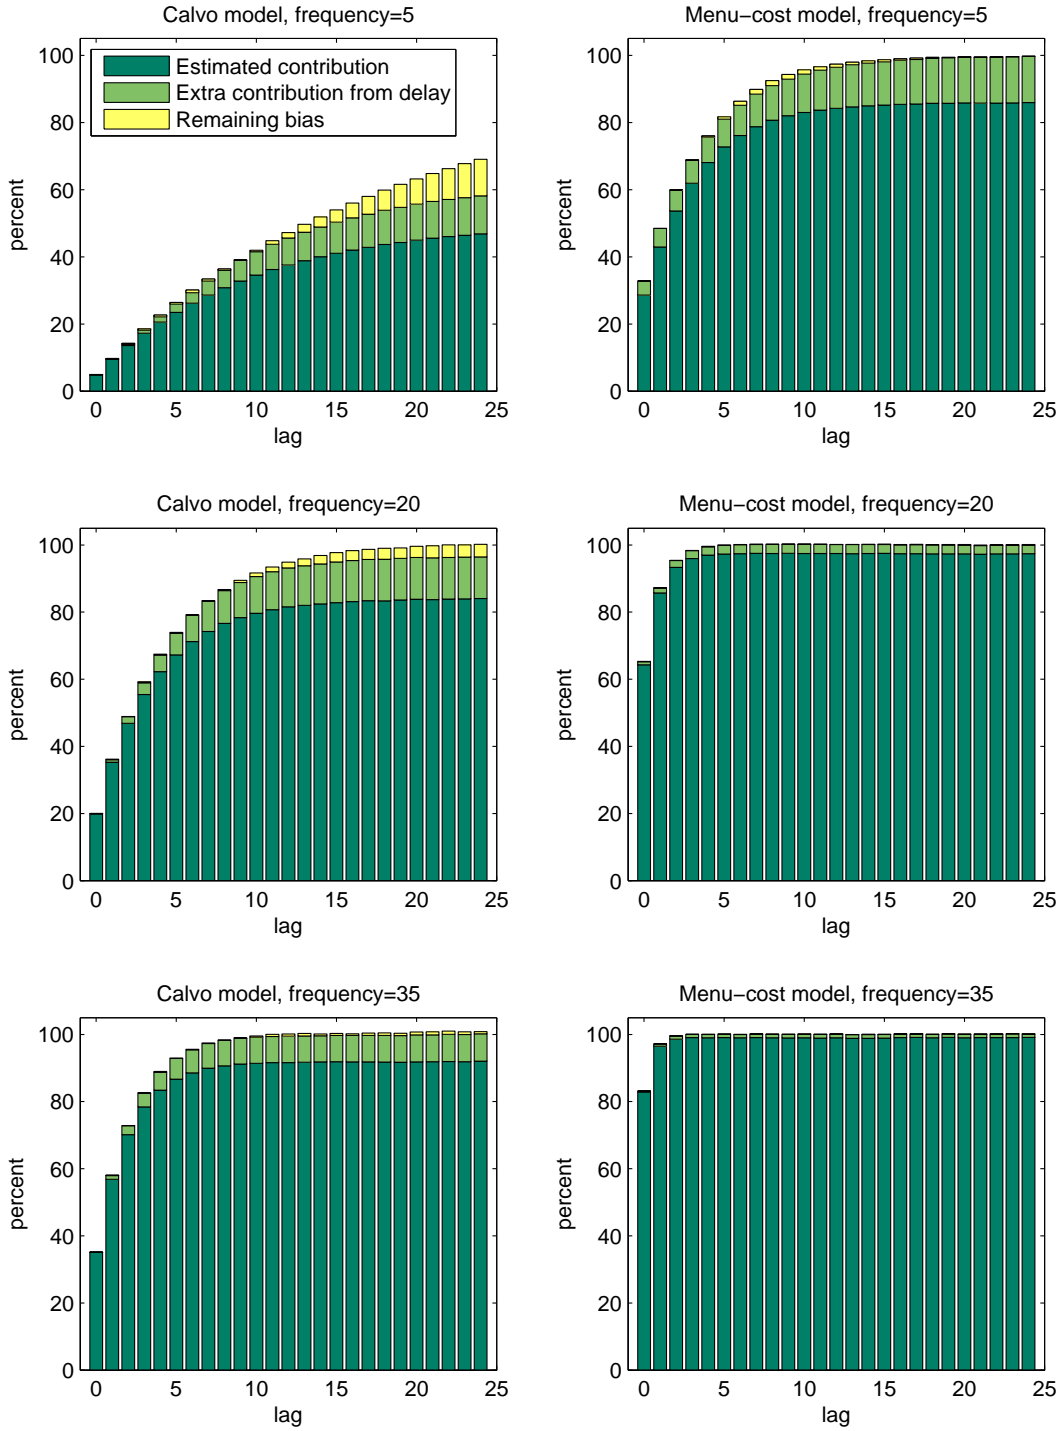 Calvo model, frequency=5
Estimated contribution
Extra contribution from delay
Remaining bias
percent
100
80
60
40
20
0
0 5 10 15 20 25
lag
Menu−cost model, frequency=5
percent
100
80
60
40
20
0
0 5 10 15 20 25
lag
Calvo model, frequency=20
percent
100
80
60
40
20
0
0 5 10 15 20 25
lag
Menu−cost model, frequency=20
percent
100
80
60
40
20
0
0 5 10 15 20 25
lag
Calvo model, frequency=35
percent
100
80
60
40
20
0
0 5 10 15 20 25
lag
Menu−cost model, frequency=35
percent
100
80
60
40
20
0
0 5 10 15 20 25
lag